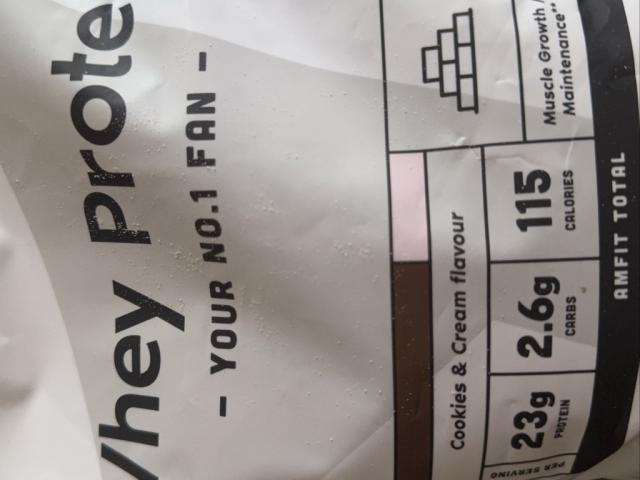 hey Prote
- YOUR NO.1 FAN -
Cookies & Cream flavour
PER SERVING
23g
PROTEIN
2.6g
CARBS
115
CALORIES
Muscle Growth /
Maintenance**
AMFIT TOTAL